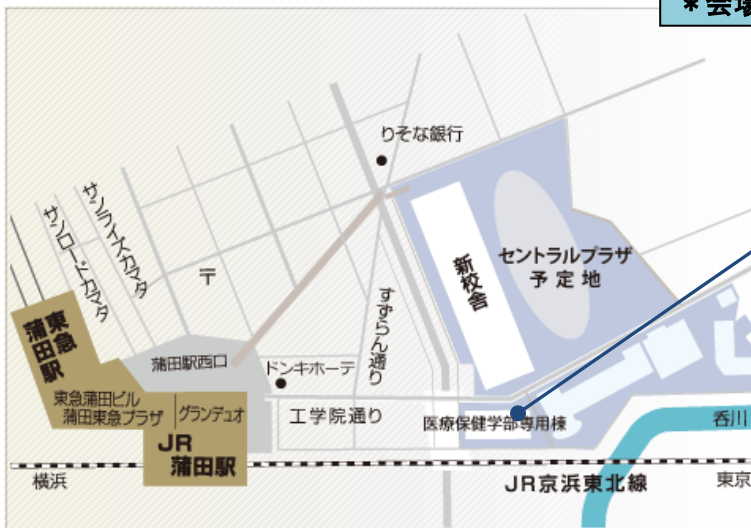 ＊会場
りそな銀行
サンライズカマタ
サンロードカマタ
セントラルプラザ
予定地
新校舎
〒
すずらん通り
東急
蒲田駅
蒲田駅西口
ドンキホーテ
東急蒲田ビル
蒲田東急プラザ
グランデュオ
工学院通り
医療保健学部専用棟
呑川
JR
蒲田駅
横浜
JR京浜東北線
東京